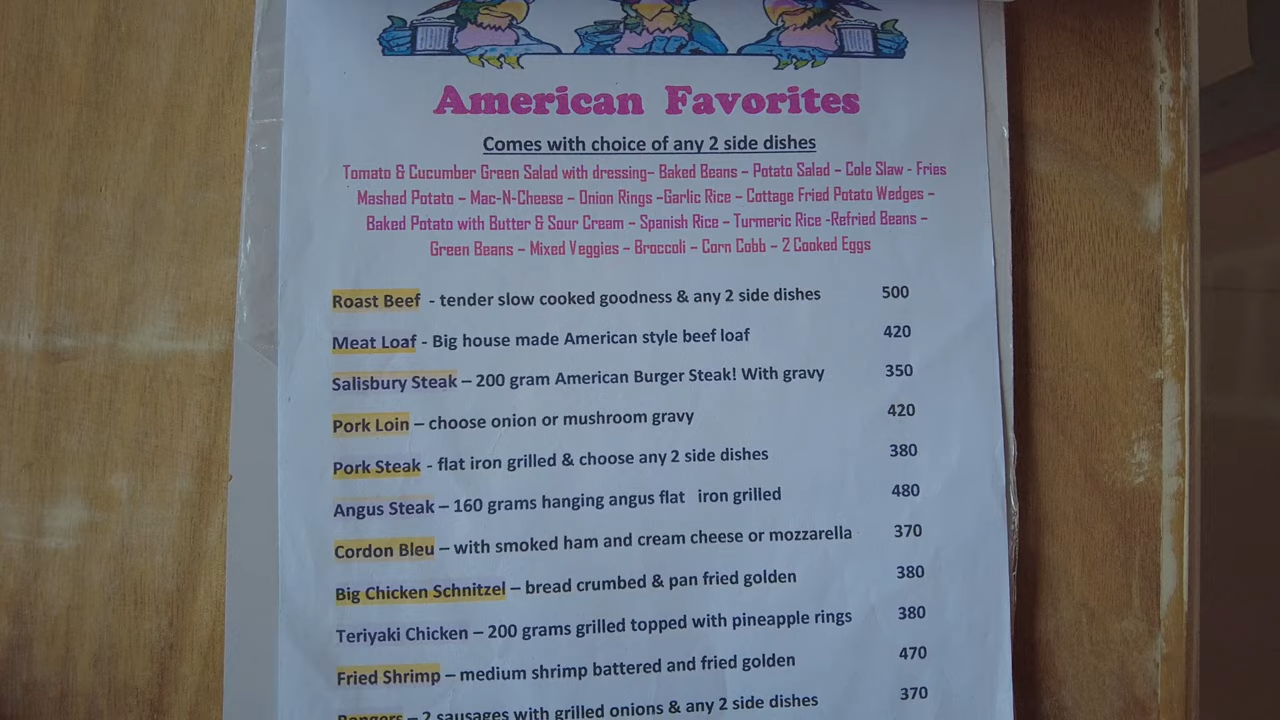 American Favorites
Comes with choice of any 2 side dishes
Tomato & Cucumber Green Salad with dressing– Baked Beans – Potato Salad – Cole Slaw - Fries
Mashed Potato – Mac-N-Cheese – Onion Rings –Garlic Rice – Cottage Fried Potato Wedges –
Baked Potato with Butter & Sour Cream – Spanish Rice – Turmeric Rice -Refried Beans –
Green Beans – Mixed Veggies – Broccoli – Corn Cobb – 2 Cooked Eggs
Roast Beef - tender slow cooked goodness & any 2 side dishes 500
Meat Loaf - Big house made American style beef loaf 420
Salisbury Steak – 200 gram American Burger Steak! With gravy 350
Pork Loin – choose onion or mushroom gravy 420
Pork Steak - flat iron grilled & choose any 2 side dishes 380
Angus Steak – 160 grams hanging angus flat iron grilled 480
Cordon Bleu – with smoked ham and cream cheese or mozzarella 370
Big Chicken Schnitzel – bread crumbed & pan fried golden 380
Teriyaki Chicken – 200 grams grilled topped with pineapple rings 380
Fried Shrimp – medium shrimp battered and fried golden 470
Bangers – 2 sausages with grilled onions & any 2 side dishes 370